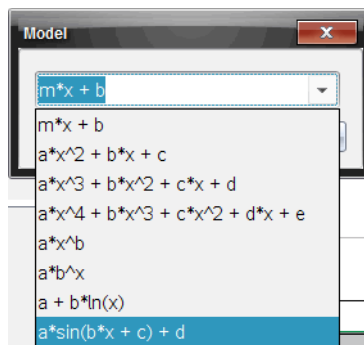 Model
x
m*x + b
m*x + b
a*x^2 + b*x + c
a*x^3 + b*x^2 + c*x + d
a*x^4 + b*x^3 + c*x^2 + d*x + e
a*x^b
a*b^x
a + b*ln(x)
a*sin(b*x + c) + d